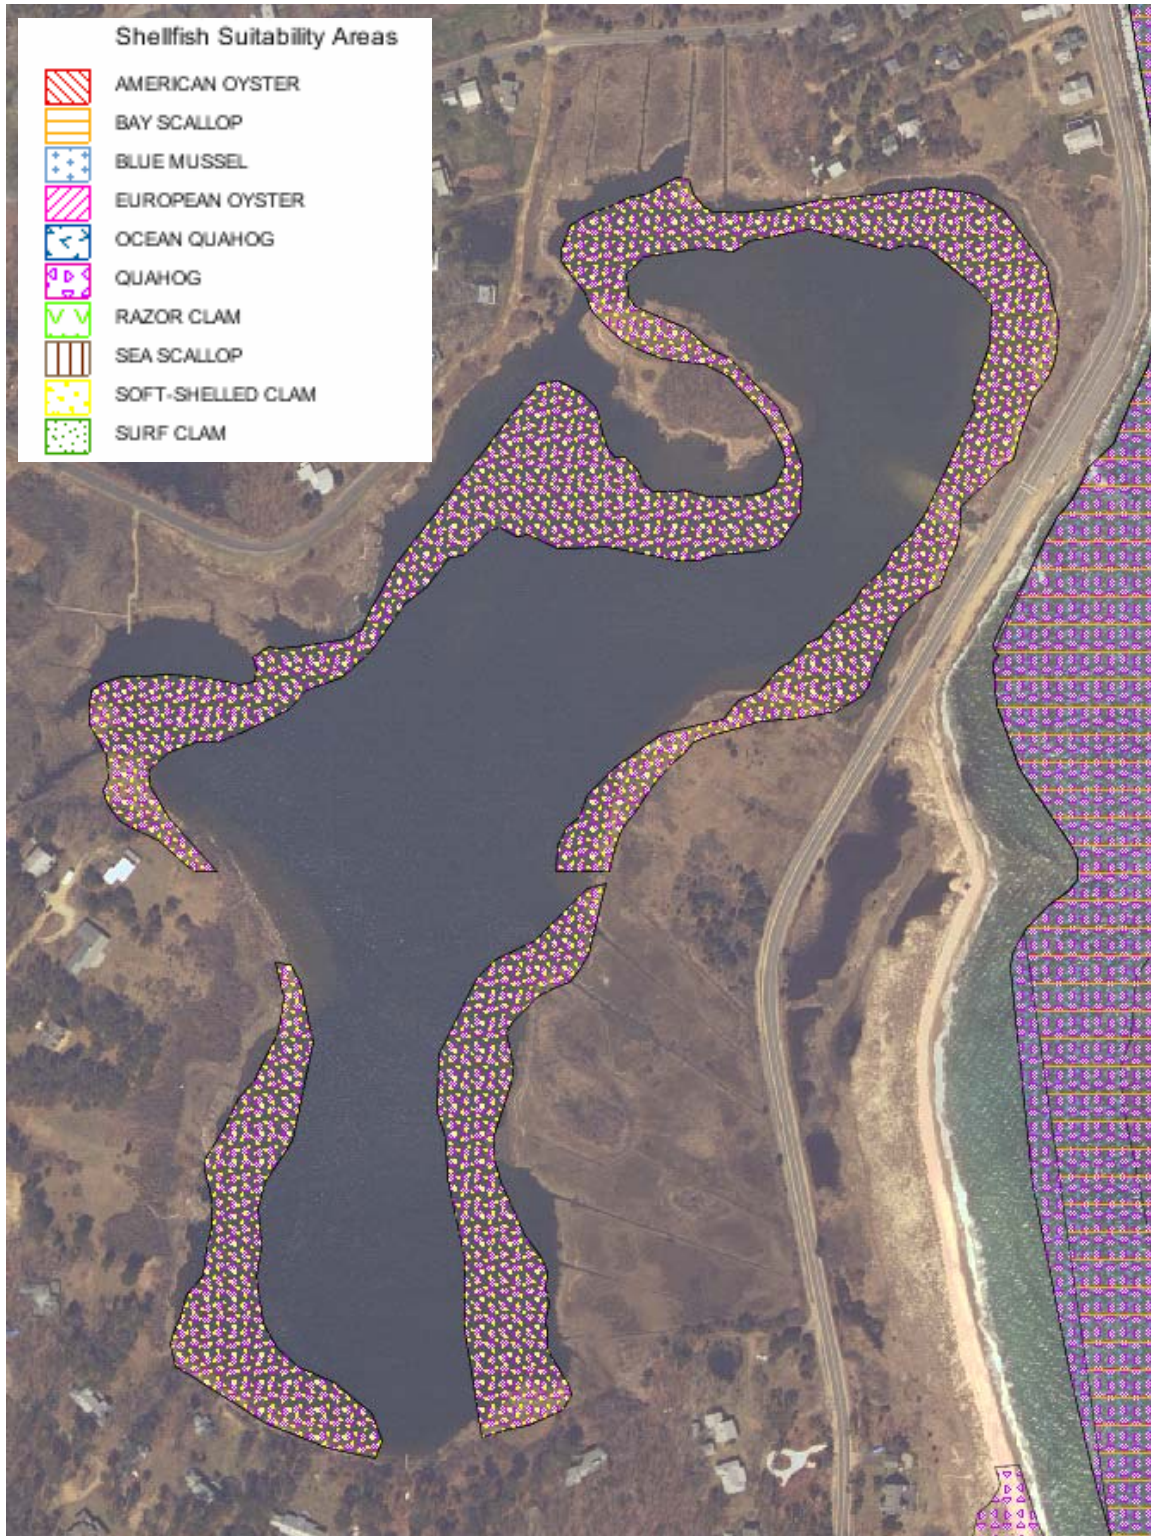 Shellfish Suitability Areas
AMERICAN OYSTER
BAY SCALLOP
BLUE MUSSEL
EUROPEAN OYSTER
OCEAN QUAHOG
QUAHOG
RAZOR CLAM
SEA SCALLOP
SOFT-SHELLED CLAM
SURF CLAM